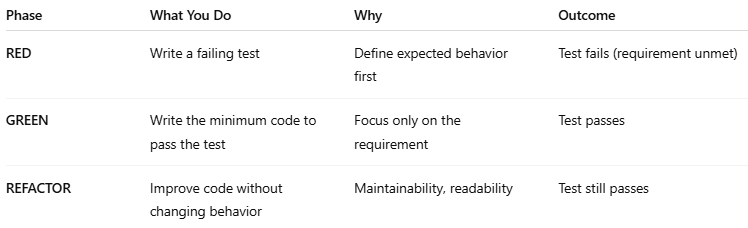 Phase What You Do Why Outcome
RED Write a failing test Define expected behavior Test fails (requirement unmet)
first
GREEN Write the minimum code to Focus only on the Test passes
pass the test requirement
REFACTOR Improve code without Maintainability, readability Test still passes
changing behavior